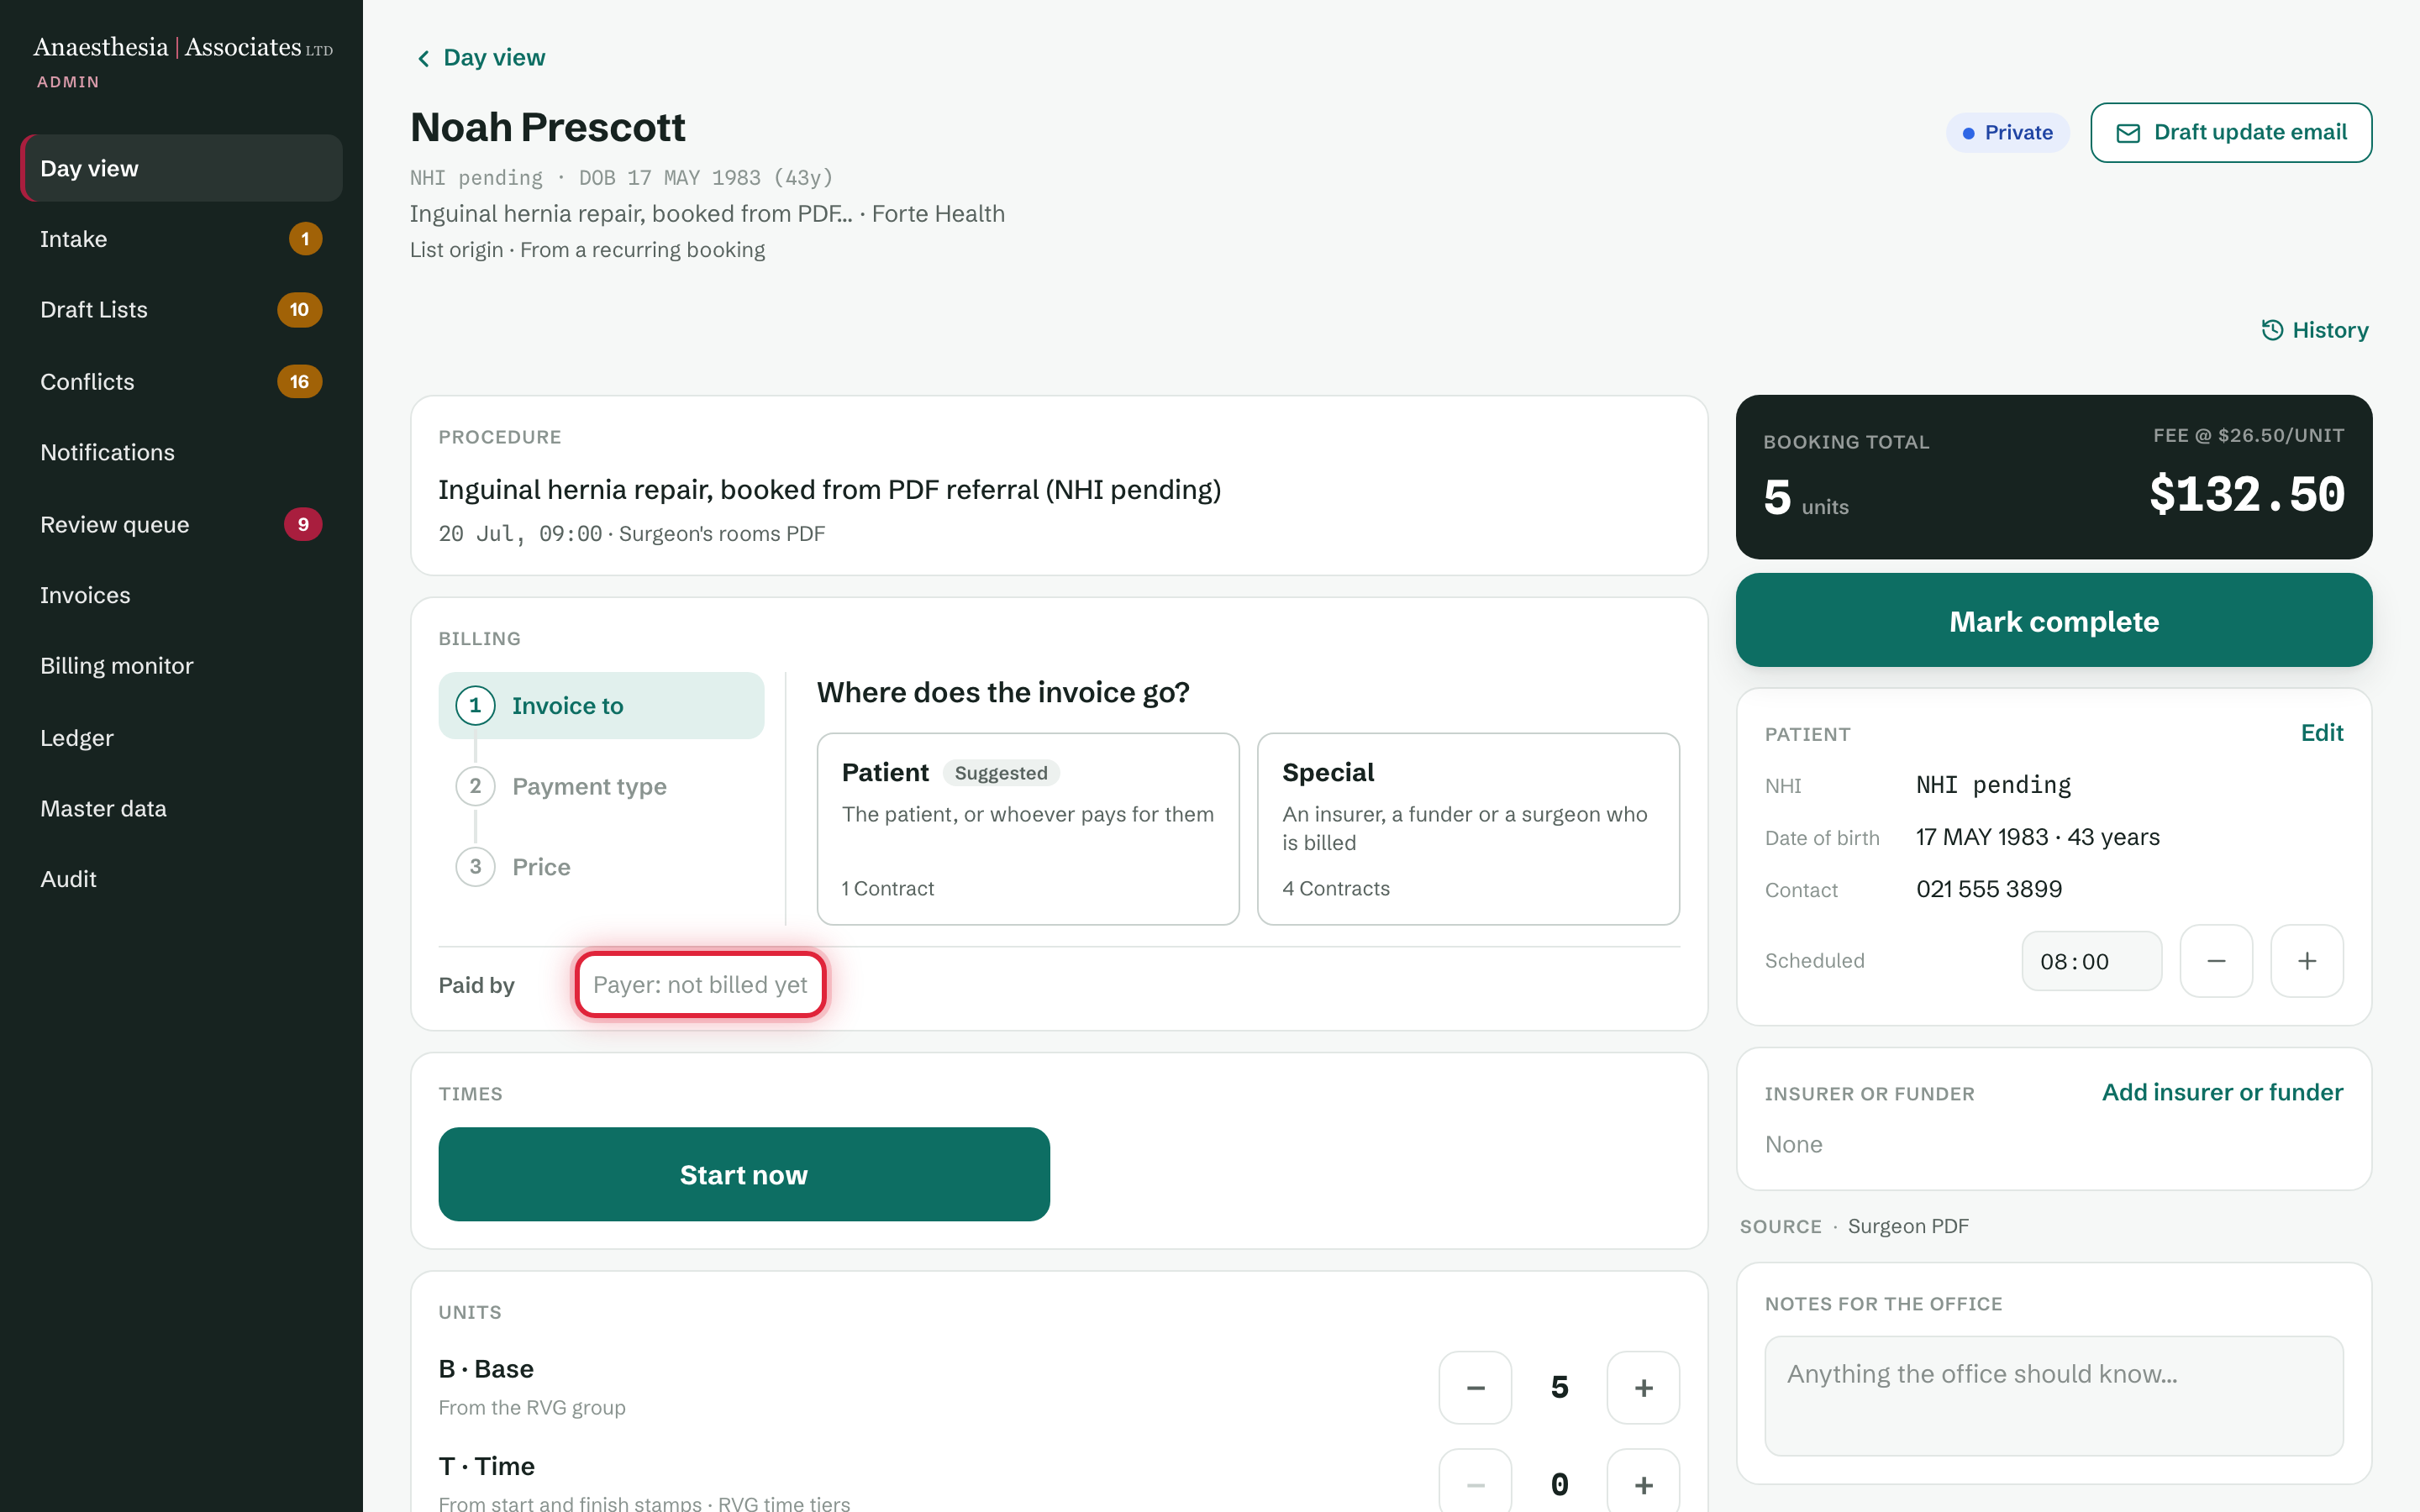 Anaesthesia | Associates LTD
ADMIN
Day view
Intake 1
Draft Lists 10
Conflicts 16
Notifications
Review queue 9
Invoices
Billing monitor
Ledger
Master data
Audit
Day view
Noah Prescott
NHI pending · DOB 17 MAY 1983 (43y)
Inguinal hernia repair, booked from PDF... · Forte Health
List origin · From a recurring booking
Private
Draft update email
History
PROCEDURE
Inguinal hernia repair, booked from PDF referral (NHI pending)
20 Jul, 09:00 · Surgeon's rooms PDF
BILLING
1 Invoice to
2 Payment type
3 Price
Where does the invoice go?
Patient Suggested
The patient, or whoever pays for them
1 Contract
Special
An insurer, a funder or a surgeon who
is billed
4 Contracts
Paid by Payer: not billed yet
TIMES
Start now
UNITS
B · Base
From the RVG group
− 5 +
T · Time
From start and finish stamps · RVG time tiers
− 0 +
BOOKING TOTAL
5 units
FEE @ $26.50/UNIT
$132.50
Mark complete
PATIENT Edit
NHI NHI pending
Date of birth 17 MAY 1983 · 43 years
Contact 021 555 3899
Scheduled 08:00 − +
INSURER OR FUNDER Add insurer or funder
None
SOURCE · Surgeon PDF
NOTES FOR THE OFFICE
Anything the office should know...